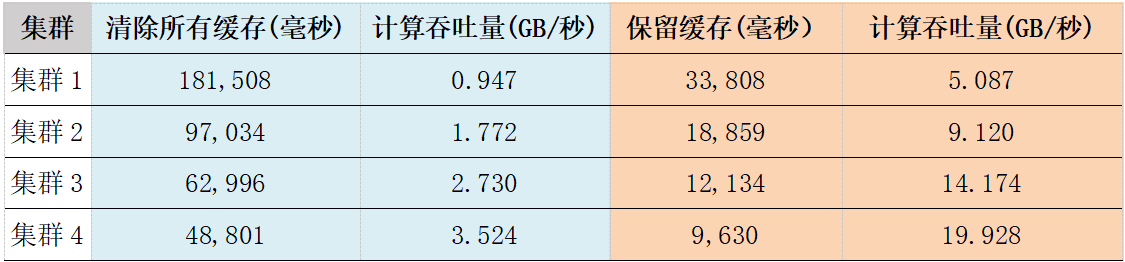 集群 清除所有缓存(毫秒) 计算吞吐量(GB/秒) 保留缓存(毫秒） 计算吞吐量(GB/秒)
集群 1 181,508 0.947 33,808 5.087
集群 2 97,034 1.772 18,859 9.120
集群 3 62,996 2.730 12,134 14.174
集群 4 48,801 3.524 9,630 19.928